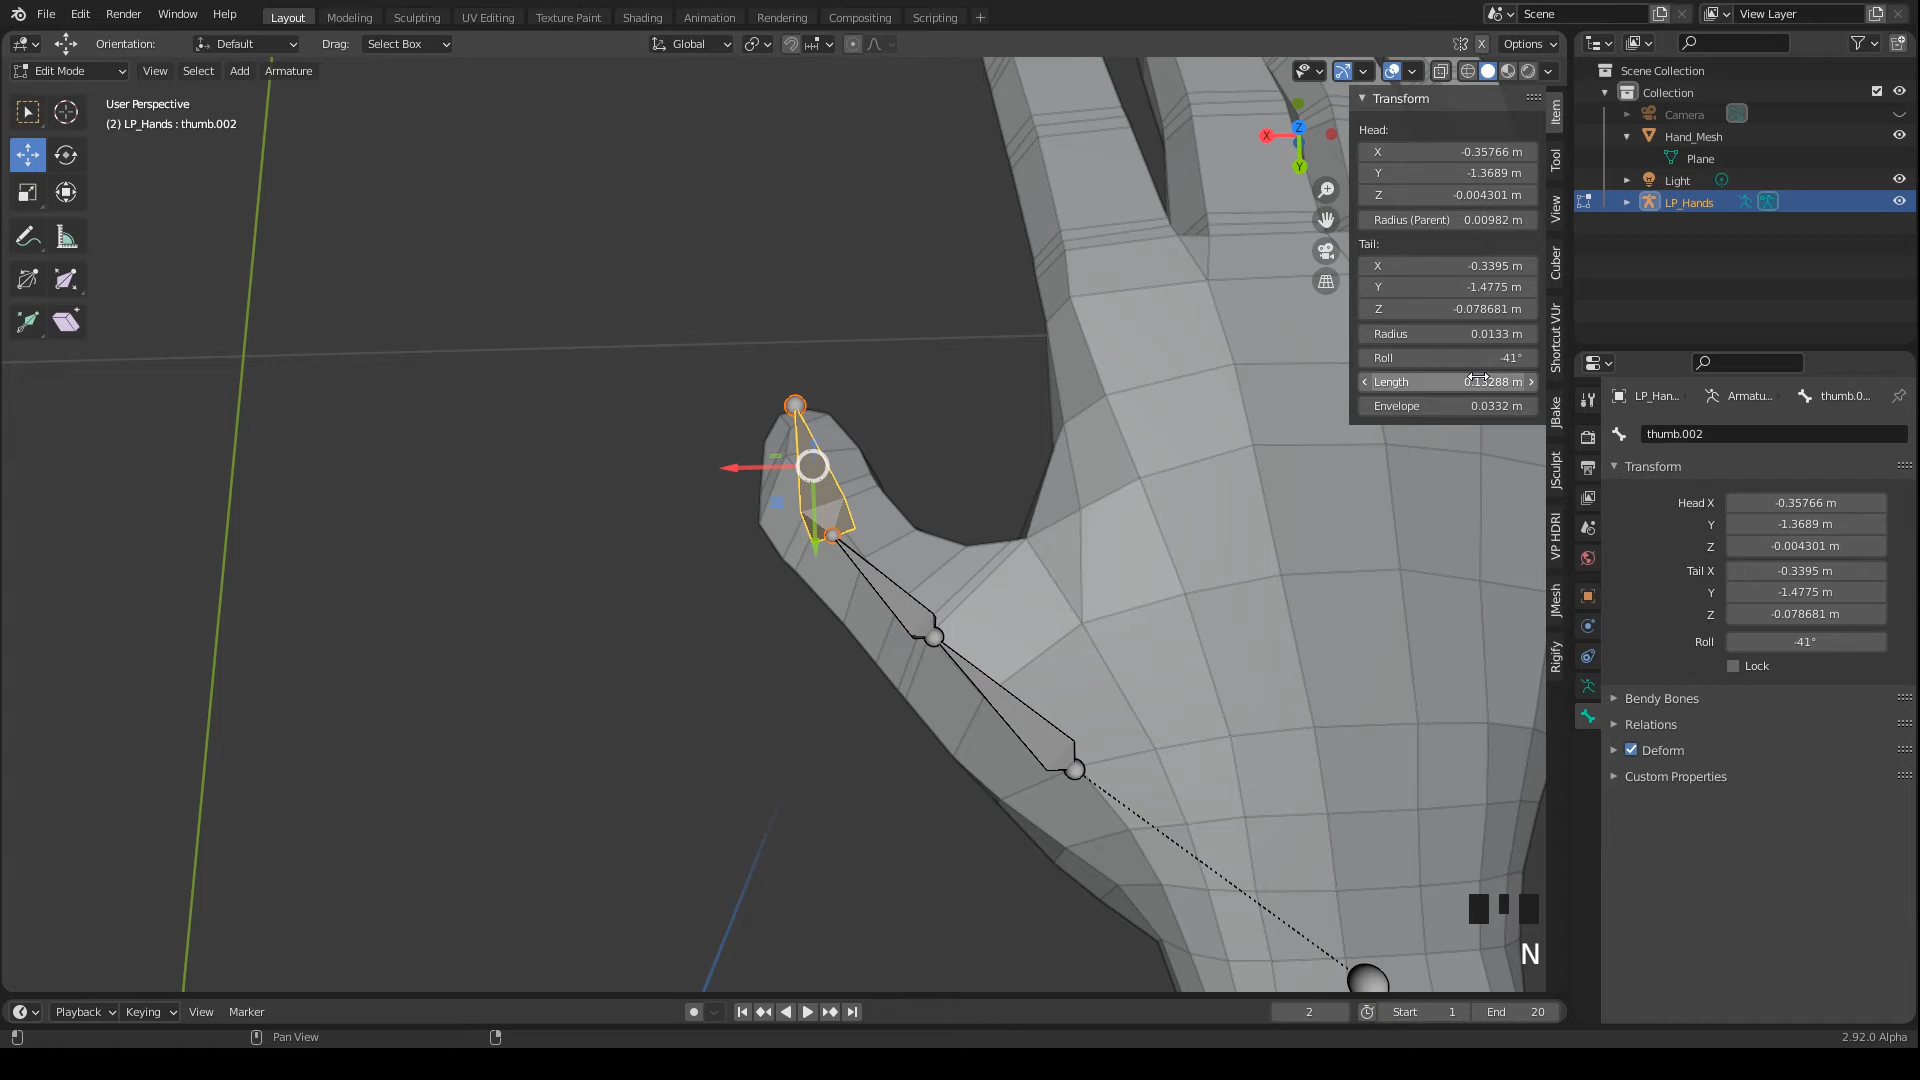 File Edit Render Window Help Layout Modeling Sculpting UV Editing Texture Paint Shading Animation Rendering Compositing Scripting + Scene View Layer
Orientation: Default Drag: Select Box Global X Options
Edit Mode View Select Add Armature
User Perspective
(2) LP_Hands : thumb.002
Transform
Head:
X -0.35766 m
Y -1.3689 m
Z -0.004301 m
Radius (Parent) 0.00982 m
Tail:
X -0.3395 m
Y -1.4775 m
Z -0.078681 m
Radius 0.0133 m
Roll -41°
Length 0.13288 m
Envelope 0.0332 m
Item
Tool
View
Cuber
Shortcut VUr
JBake
JSculpt
VP HDRI
JMesh
Rigify
X
Y
Z
Scene Collection
Collection
Camera
Hand_Mesh
Plane
Light
LP_Hands
LP_Han... Armatu... thumb.0...
thumb.002
Transform
Head X -0.35766 m
Y -1.3689 m
Z -0.004301 m
Tail X -0.3395 m
Y -1.4775 m
Z -0.078681 m
Roll -41°
Lock
Bendy Bones
Relations
Deform
Custom Properties
N
Playback Keying View Marker 2 Start 1 End 20
Pan View 2.92.0 Alpha